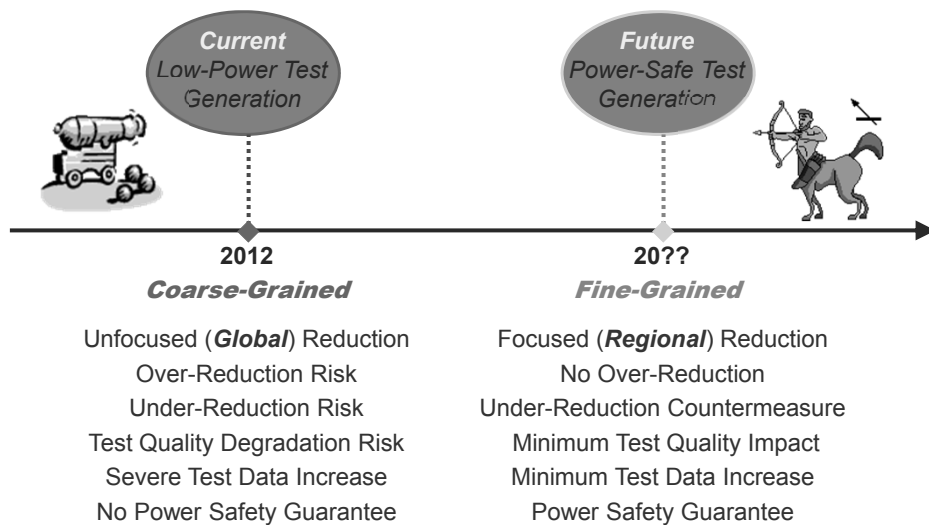 Current
Low-Power Test
Generation
Future
Power-Safe Test
Generation
2012
20??
Coarse-Grained
Fine-Grained
Unfocused (Global) Reduction
Over-Reduction Risk
Under-Reduction Risk
Test Quality Degradation Risk
Severe Test Data Increase
No Power Safety Guarantee
Focused (Regional) Reduction
No Over-Reduction
Under-Reduction Countermeasure
Minimum Test Quality Impact
Minimum Test Data Increase
Power Safety Guarantee